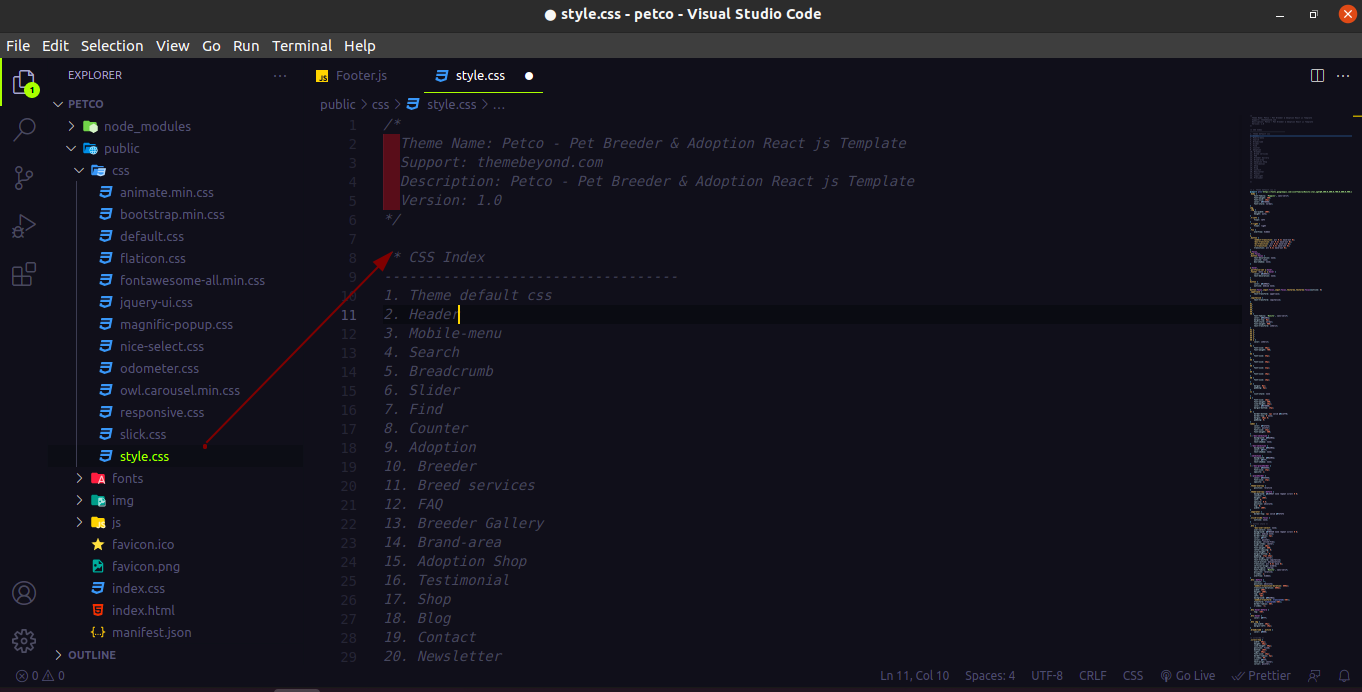 style.css - petco - Visual Studio Code
File Edit Selection View Go Run Terminal Help
EXPLORER
Footer.js
style.css
public > css > style.css > ...
1
PETCO
node_modules
public
css
animate.min.css
bootstrap.min.css
default.css
flaticon.css
fontawesome-all.min.css
jquery-ui.css
magnific-popup.css
nice-select.css
odometer.css
owl.carousel.min.css
responsive.css
slick.css
style.css
fonts
img
js
favicon.ico
favicon.png
index.css
index.html
manifest.json
OUTLINE
1 /*
2 Theme Name: Petco - Pet Breeder & Adoption React js Template
3 Support: themebeyond.com
4 Description: Petco - Pet Breeder & Adoption React js Template
5 Version: 1.0
6 */
7
8 /* CSS Index
9 -----------------------------------
10 1. Theme default css
11 2. Header
12 3. Mobile-menu
13 4. Search
14 5. Breadcrumb
15 6. Slider
16 7. Find
17 8. Counter
18 9. Adoption
19 10. Breeder
20 11. Breed services
21 12. FAQ
22 13. Breeder Gallery
23 14. Brand-area
24 15. Adoption Shop
25 16. Testimonial
26 17. Shop
27 18. Blog
28 19. Contact
29 20. Newsletter
0 0
Ln 11, Col 10 Spaces: 4 UTF-8 CRLF CSS Go Live Prettier